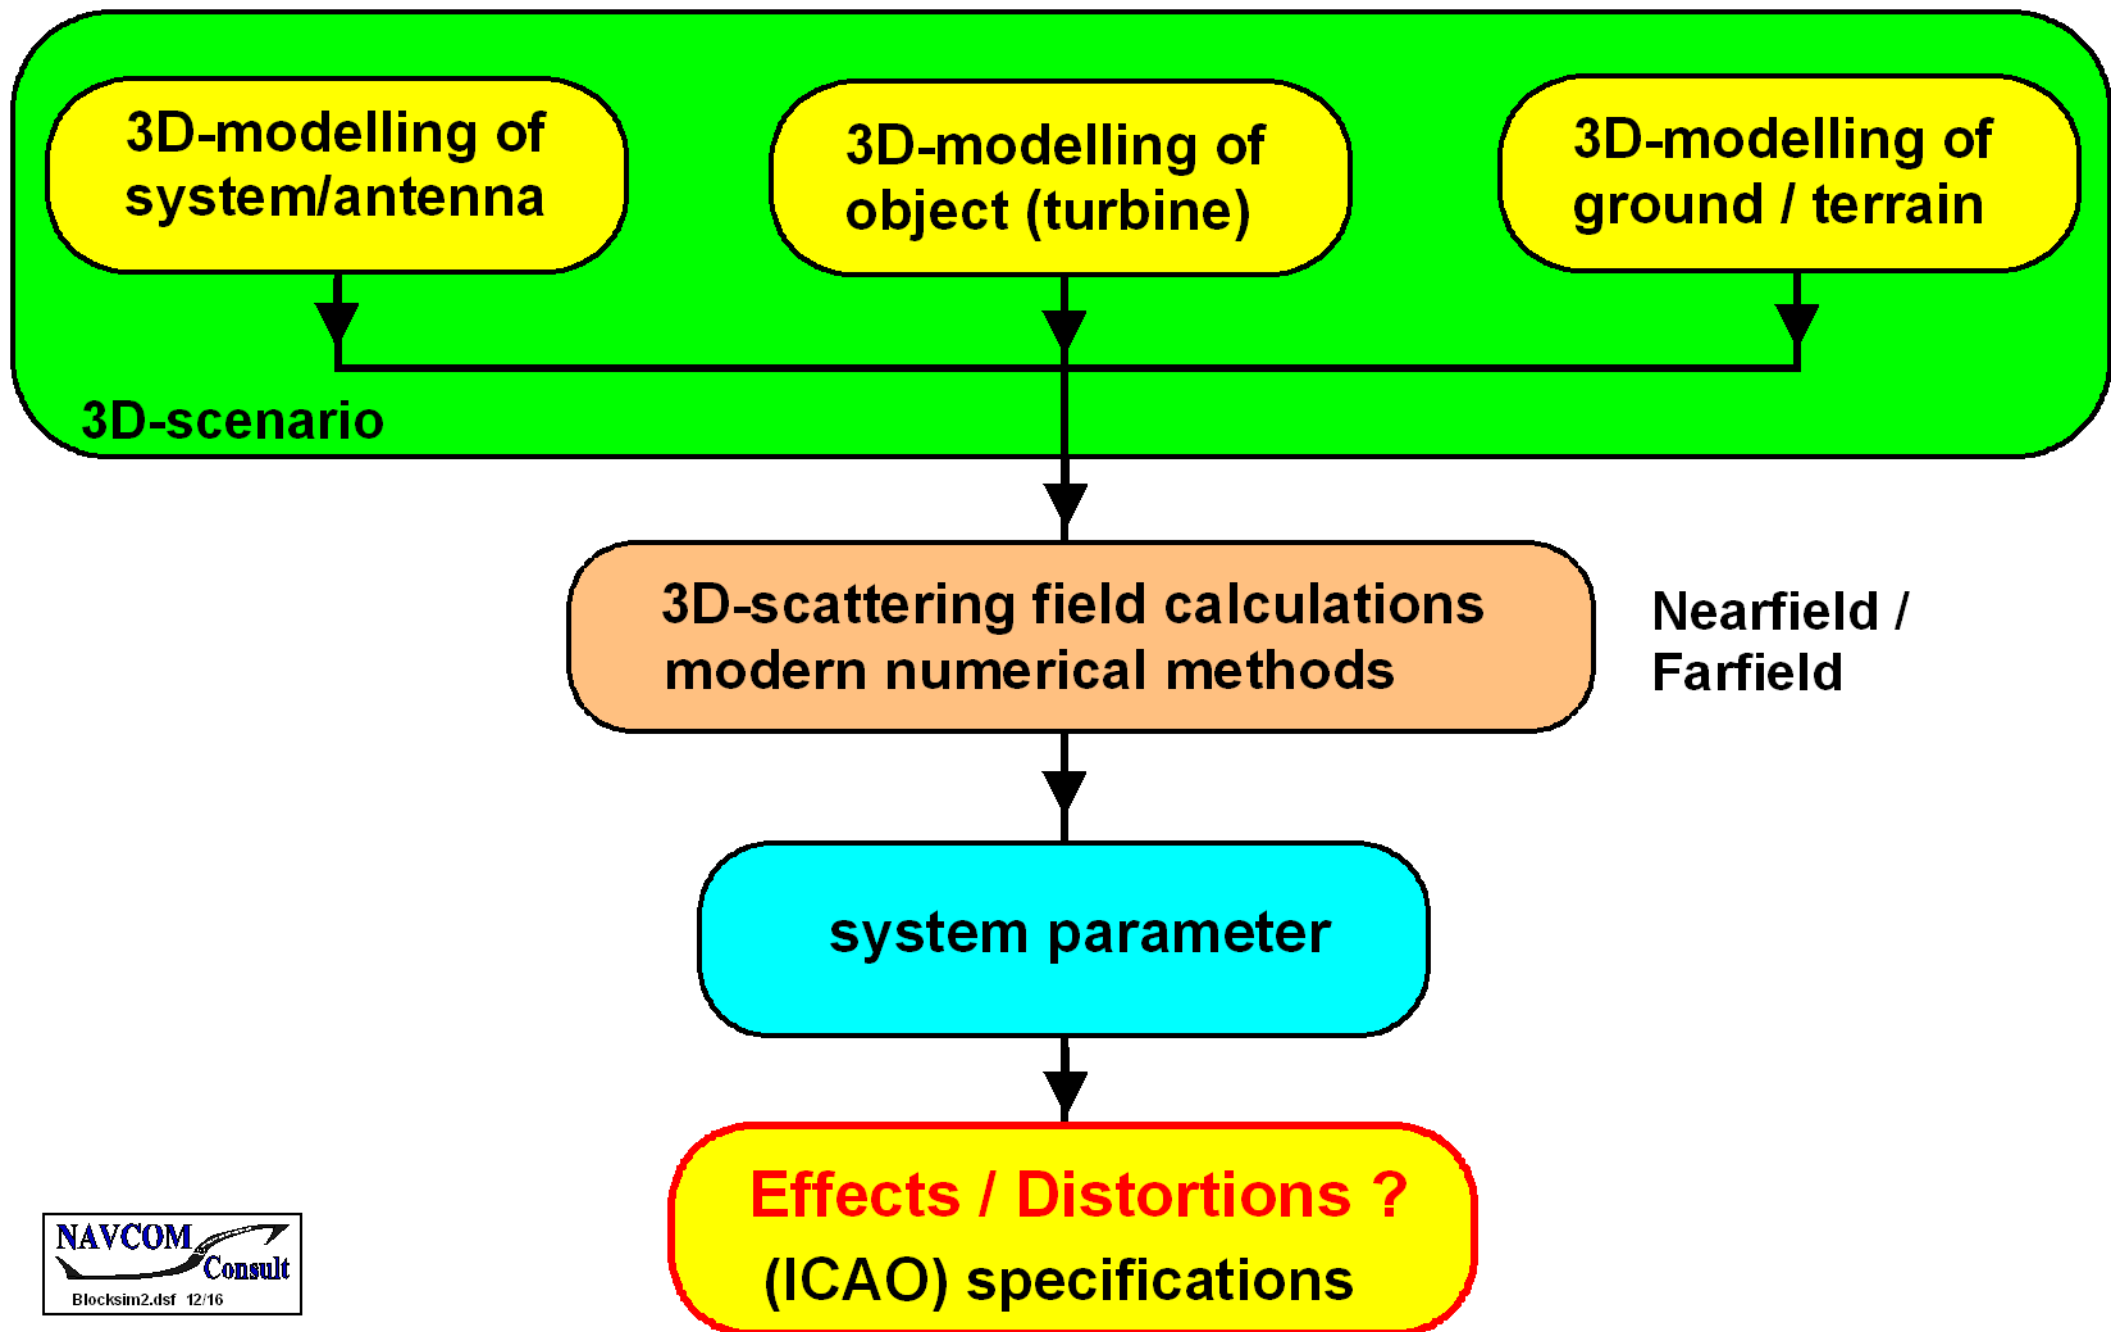 3D-modelling of
system/antenna
3D-modelling of
object (turbine)
3D-modelling of
ground / terrain
3D-scenario
3D-scattering field calculations
modern numerical methods
Nearfield /
Farfield
system parameter
Effects / Distortions ?
(ICAO) specifications
NAVCOM
Consult
Blocksim2.dsf 12/16